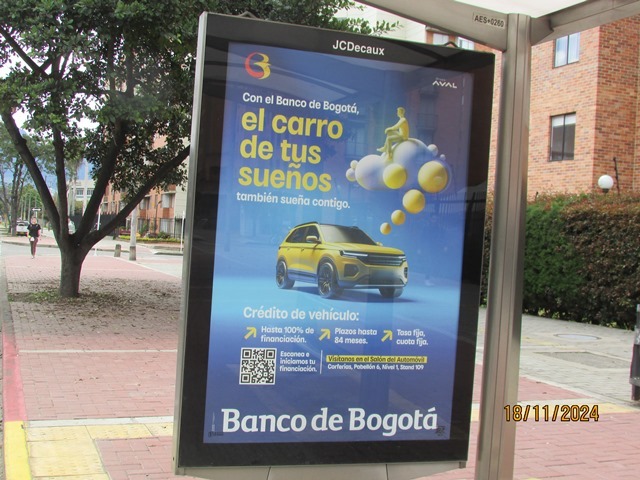 AES+0260
JCDecaux
AVAL
Con el Banco de Bogotá,
el carro
de tus
sueños
también sueña contigo.
Crédito de vehículo:
Hasta 100% de
financiación.
Plazos hasta
84 meses.
Tasa fija,
cuota fija.
Escanea e
iniciamos tu
financiación.
Visítanos en el Salón del Automóvil
Corferias, Pabellón 6, Nivel 1, Stand 109
Banco de Bogotá
18/11/2024